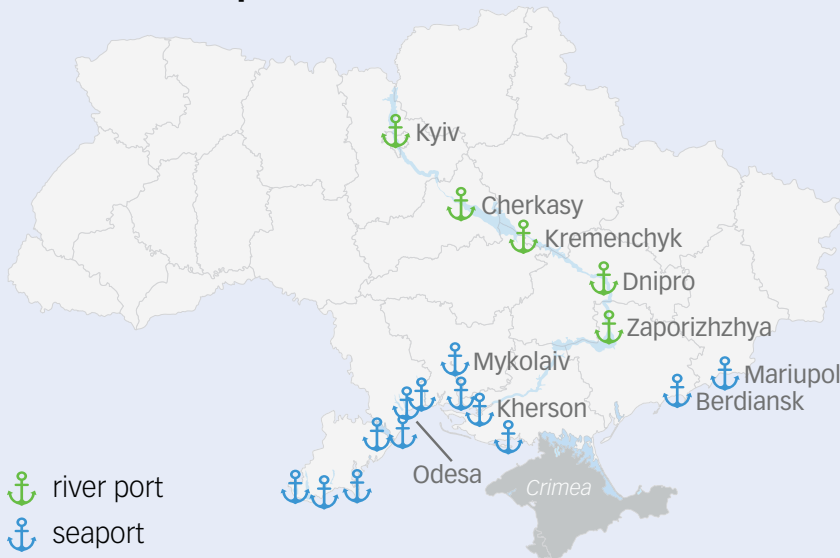 Kyiv
Cherkasy
Kremenchyk
Dnipro
Zaporizhzhya
Mykolaiv
Mariupol
Berdiansk
Kherson
Odesa
Crimea
river port
seaport